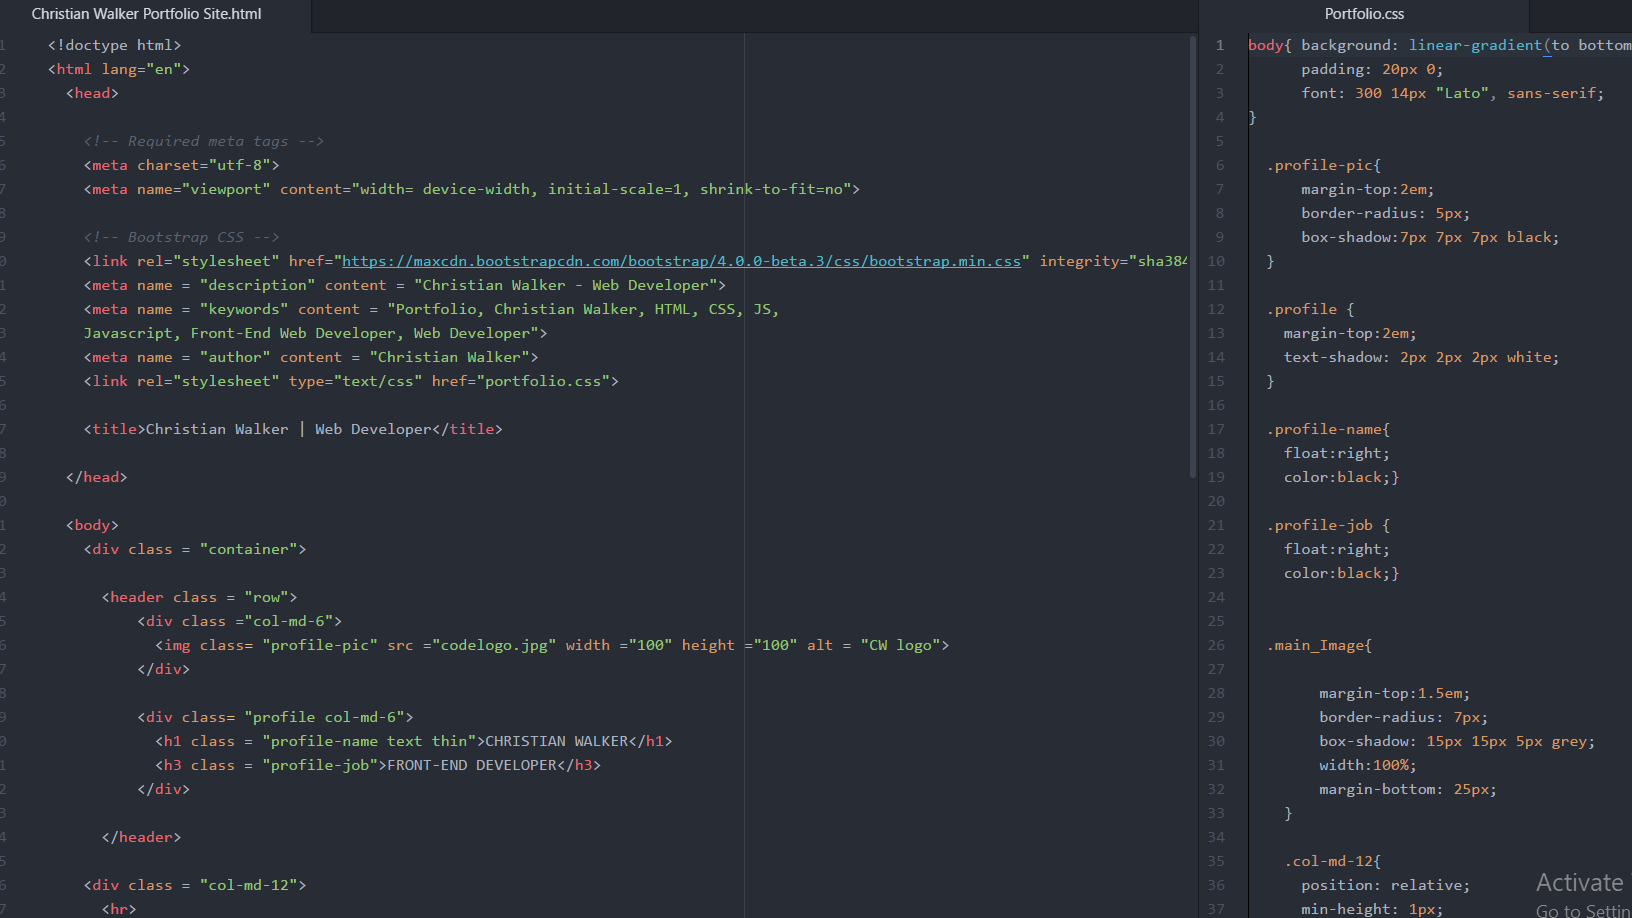 Christian Walker Portfolio Site.html
<!doctype html>
<html lang="en">
<head>
<!-- Required meta tags -->
<meta charset="utf-8">
<meta name="viewport" content="width= device-width, initial-scale=1, shrink-to-fit=no">
<!-- Bootstrap CSS -->
<link rel="stylesheet" href="https://maxcdn.bootstrapcdn.com/bootstrap/4.0.0-beta.3/css/bootstrap.min.css" integrity="sha384
<meta name = "description" content = "Christian Walker - Web Developer">
<meta name = "keywords" content = "Portfolio, Christian Walker, HTML, CSS, JS,
Javascript, Front-End Web Developer, Web Developer">
<meta name = "author" content = "Christian Walker">
<link rel="stylesheet" type="text/css" href="portfolio.css">
<title>Christian Walker | Web Developer</title>
</head>
<body>
<div class = "container">
<header class = "row">
<div class ="col-md-6">
<img class= "profile-pic" src ="codelogo.jpg" width ="100" height ="100" alt = "CW logo">
</div>
<div class= "profile col-md-6">
<h1 class = "profile-name text thin">CHRISTIAN WALKER</h1>
<h3 class = "profile-job">FRONT-END DEVELOPER</h3>
</div>
</header>
<div class = "col-md-12">
<hr>
Portfolio.css
1 body{ background: linear-gradient(to bottom
2 padding: 20px 0;
3 font: 300 14px "Lato", sans-serif;
4 }
5
6 .profile-pic{
7 margin-top:2em;
8 border-radius: 5px;
9 box-shadow:7px 7px 7px black;
10 }
11
12 .profile {
13 margin-top:2em;
14 text-shadow: 2px 2px 2px white;
15 }
16
17 .profile-name{
18 float:right;
19 color:black;}
20
21 .profile-job {
22 float:right;
23 color:black;}
24
25
26 .main_Image{
27
28 margin-top:1.5em;
29 border-radius: 7px;
30 box-shadow: 15px 15px 5px grey;
31 width:100%;
32 margin-bottom: 25px;
33 }
34
35 .col-md-12{
36 position: relative;
37 min-height: 1px;
Activate
Go to Settin